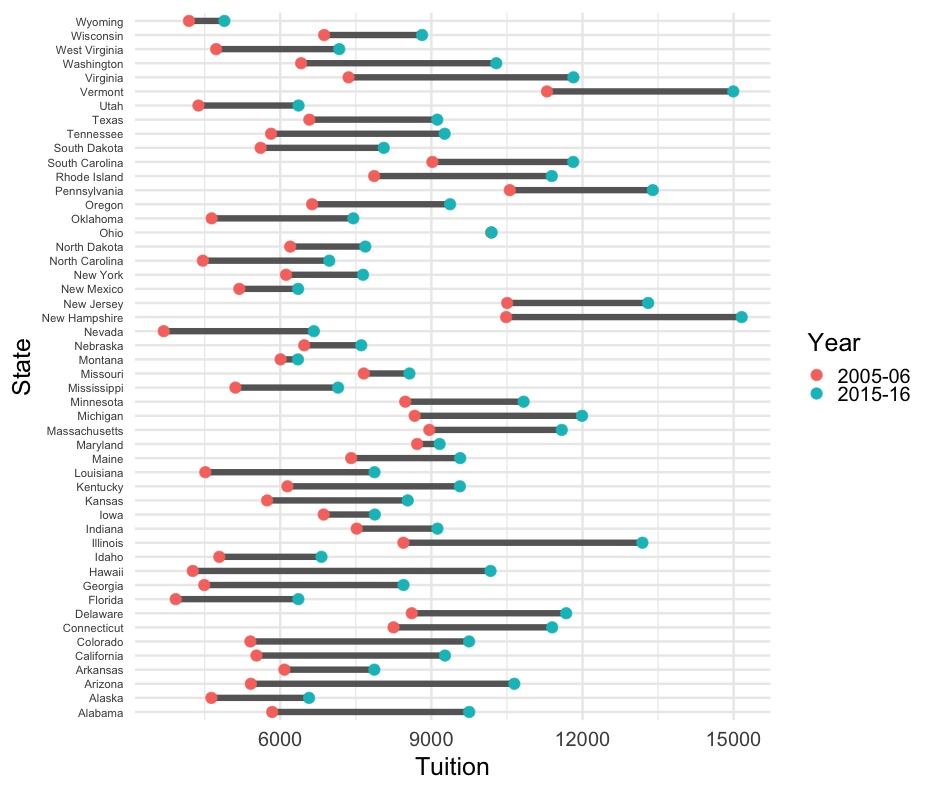 Wyoming
Wisconsin
West Virginia
Washington
Virginia
Vermont
Utah
Texas
Tennessee
South Dakota
South Carolina
Rhode Island
Pennsylvania
Oregon
Oklahoma
Ohio
North Dakota
North Carolina
New York
New Mexico
New Jersey
New Hampshire
Nevada
Nebraska
Montana
Missouri
Mississippi
Minnesota
Michigan
Massachusetts
Maryland
Maine
Louisiana
Kentucky
Kansas
Iowa
Indiana
Illinois
Idaho
Hawaii
Georgia
Florida
Delaware
Connecticut
Colorado
California
Arkansas
Arizona
Alaska
Alabama
State
6000 9000 12000 15000
Tuition
Year
2005-06
2015-16